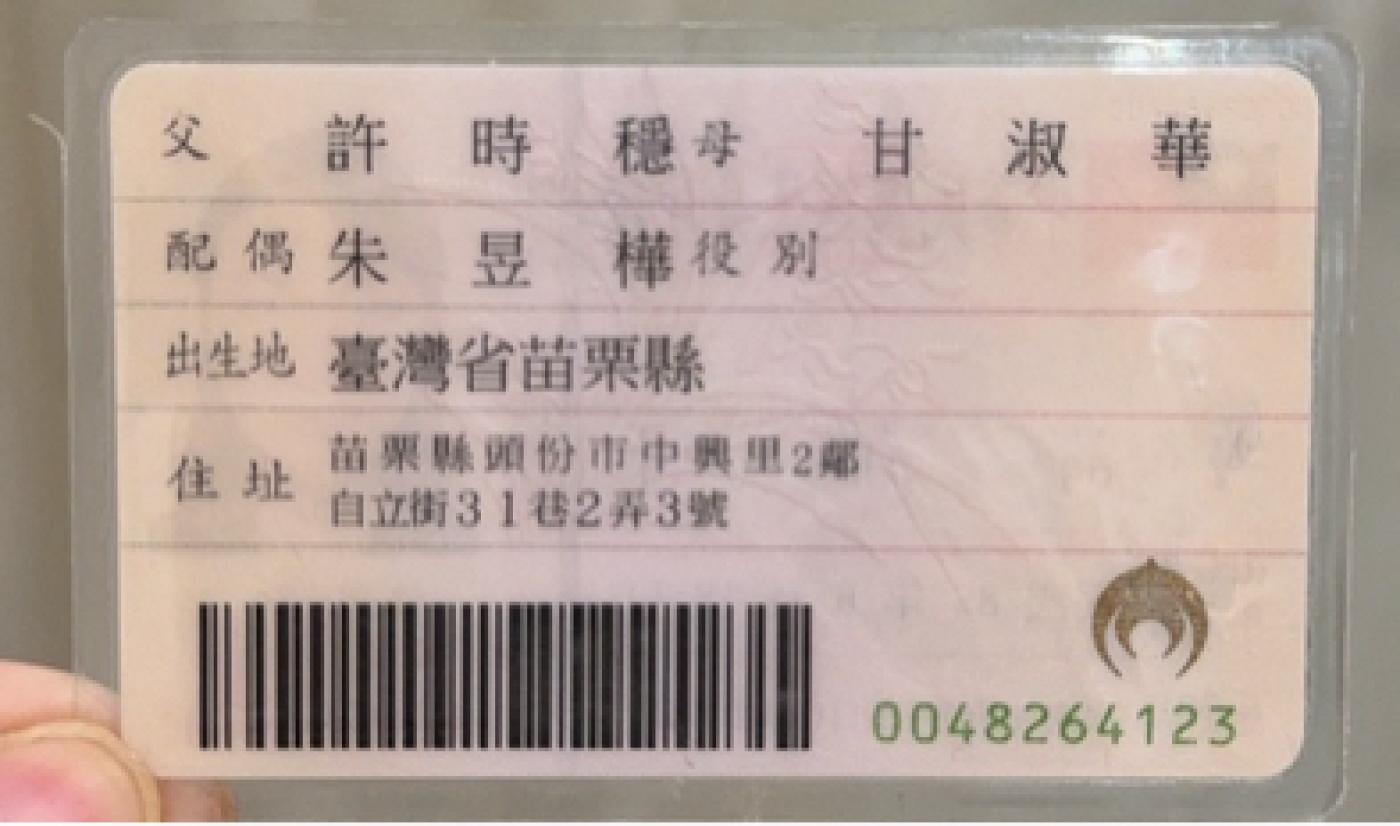 父 許時穩 母 甘淑華
配偶 朱昱樺 役別
出生地 臺灣省苗栗縣
住址 苗栗縣頭份市中興里2鄰
自立街31巷2弄3號
0048264123